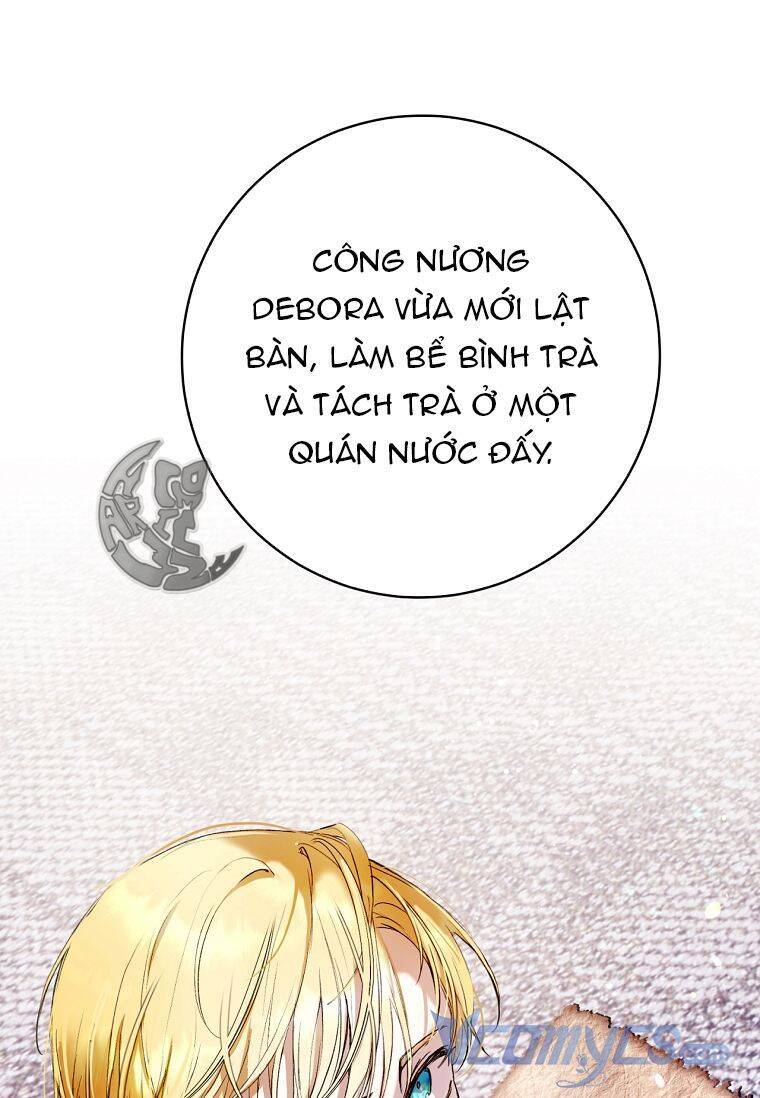 CÔNG NƯƠNG
DEBORA VỪA MỚI LẬT
BÀN, LÀM BỂ BÌNH TRÀ
VÀ TÁCH TRÀ Ở MỘT
QUÁN NƯỚC ĐẤY.